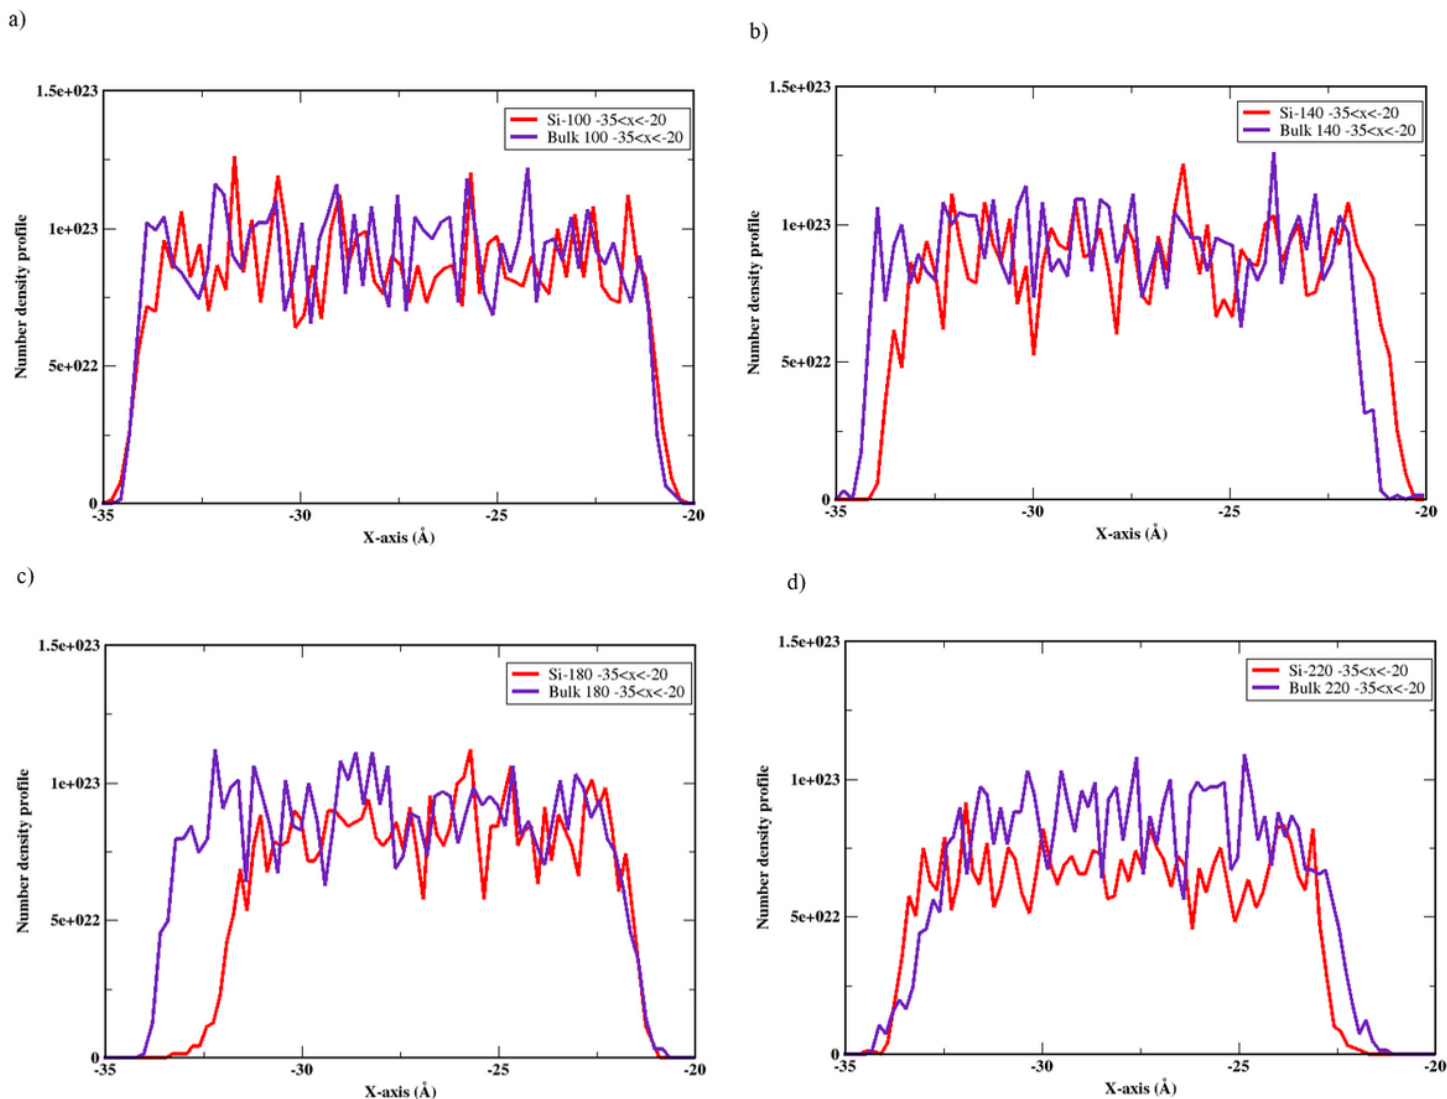 a)
1.5e+023
1e+023
5e+022
0
Number density profile
Si-100 -35<x<-20
Bulk 100 -35<x<-20
-35
-30
-25
-20
X-axis (Å)
b)
1.5e+023
1e+023
5e+022
0
Number density profile
Si-140 -35<x<-20
Bulk 140 -35<x<-20
-35
-30
-25
-20
X-axis (Å)
c)
1.5e+023
1e+023
5e+022
0
Number density profile
Si-180 -35<x<-20
Bulk 180 -35<x<-20
-35
-30
-25
-20
X-axis (Å)
d)
1.5e+023
1e+023
5e+022
0
Number density profile
Si-220 -35<x<-20
Bulk 220 -35<x<-20
-35
-30
-25
-20
X-axis (Å)